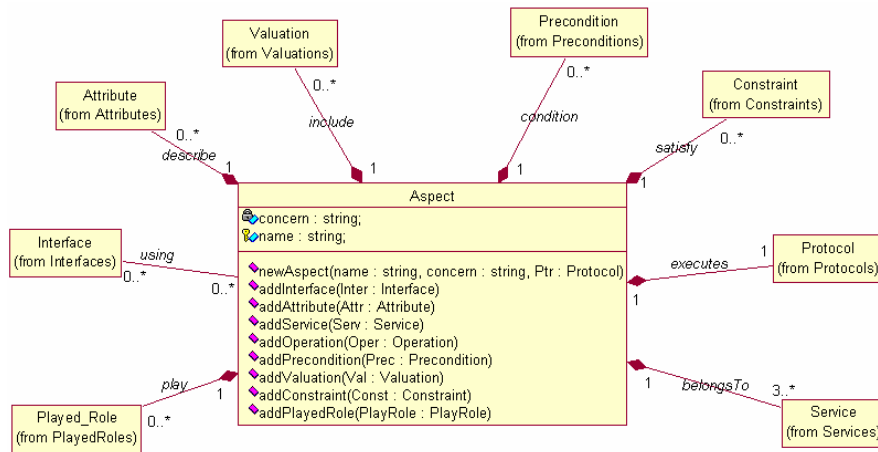 Valuation
(from Valuations)
Precondition
(from Preconditions)
Attribute
(from Attributes)
Constraint
(from Constraints)
0..*
0..*
0..*
0..*
include
condition
describe
satisfy
1
1
1
1
Aspect
concern : string;
name : string;
Interface
(from Interfaces)
using
0..*
0..*
newAspect(name : string, concern : string, Ptr : Protocol)
addInterface(Inter : Interface)
addAttribute(Attr : Attribute)
addService(Serv : Service)
addOperation(Oper : Operation)
addPrecondition(Prec : Precondition)
addValuation(Val : Valuation)
addConstraint(Const : Constraint)
addPlayedRole(PlayRole : PlayRole)
executes
1
1
Protocol
(from Protocols)
play
1
0..*
Played_Role
(from PlayedRoles)
1
belongsTo
3..*
Service
(from Services)